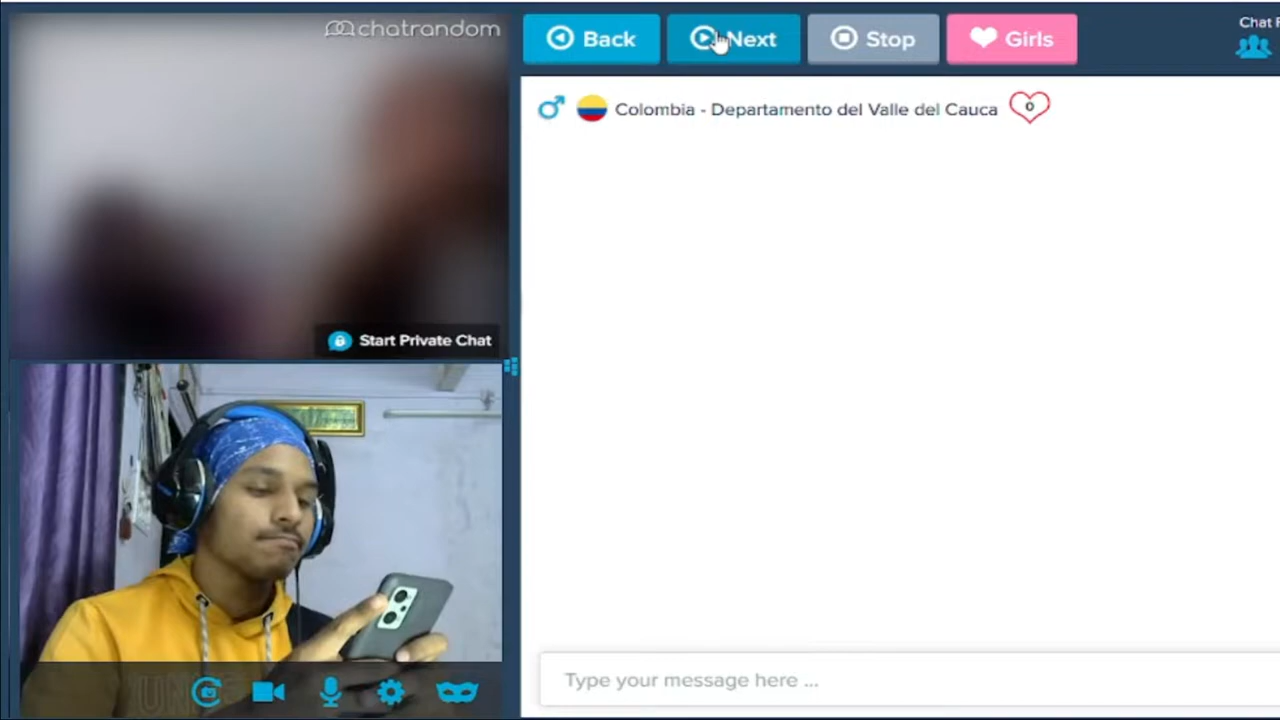 chatrandom
Back
Next
Stop
Girls
Chat
Colombia - Departamento del Valle del Cauca
0
Start Private Chat
Type your message here ...